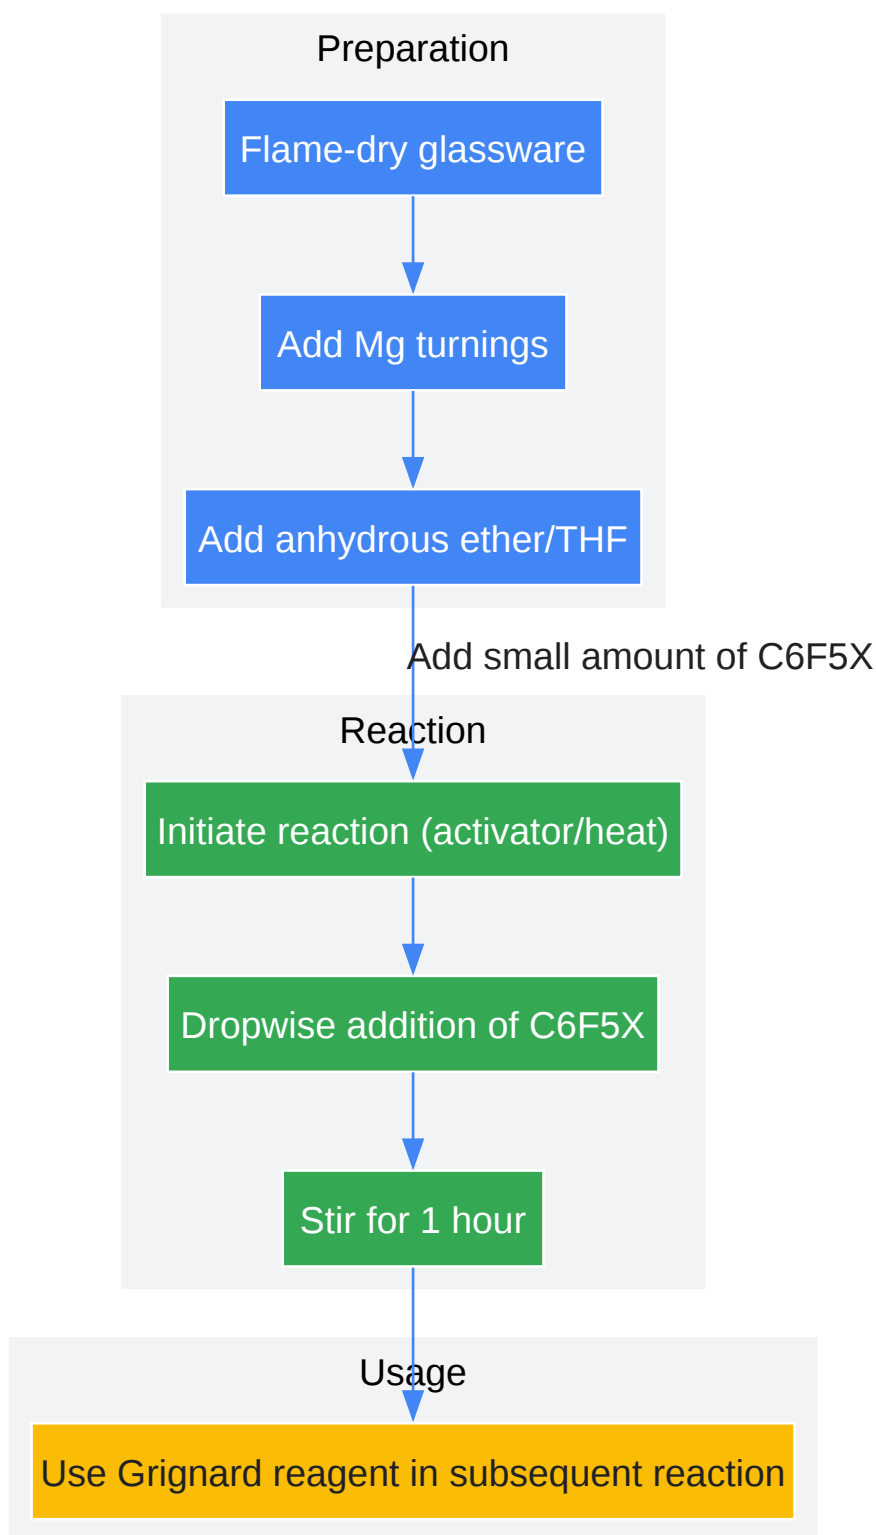 Preparation
Flame-dry glassware
Add Mg turnings
Add anhydrous ether/THF
Add small amount of C6F5X
Reaction
Initiate reaction (activator/heat)
Dropwise addition of C6F5X
Stir for 1 hour
Usage
Use Grignard reagent in subsequent reaction